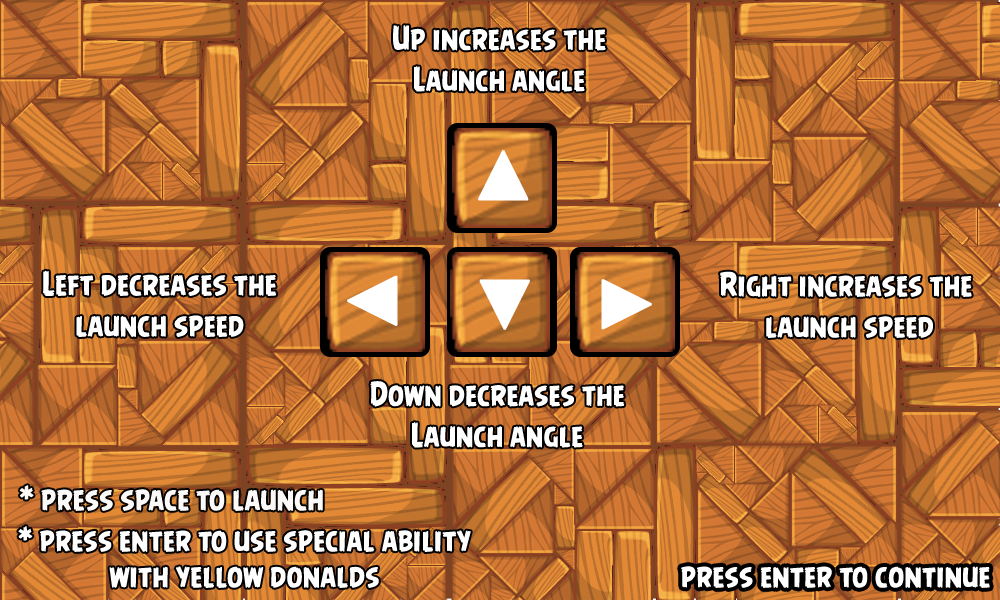 Up increases the
Launch angle
Left decreases the
launch speed
Right increases the
launch speed
Down decreases the
Launch angle
* press space to launch
* press enter to use special ability
with yellow donalds
press enter to continue